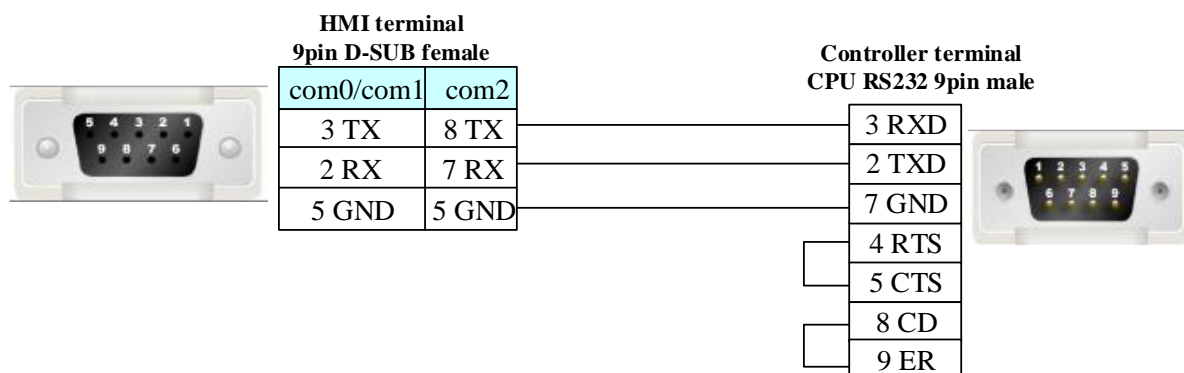 HMI terminal
9pin D-SUB female
com0/com1 com2
3 TX 8 TX
2 RX 7 RX
5 GND 5 GND
5 4 3 2 1
9 8 7 6
Controller terminal
CPU RS232 9pin male
3 RXD
2 TXD
7 GND
4 RTS
5 CTS
8 CD
9 ER
1 2 3 4 5
6 7 8 9